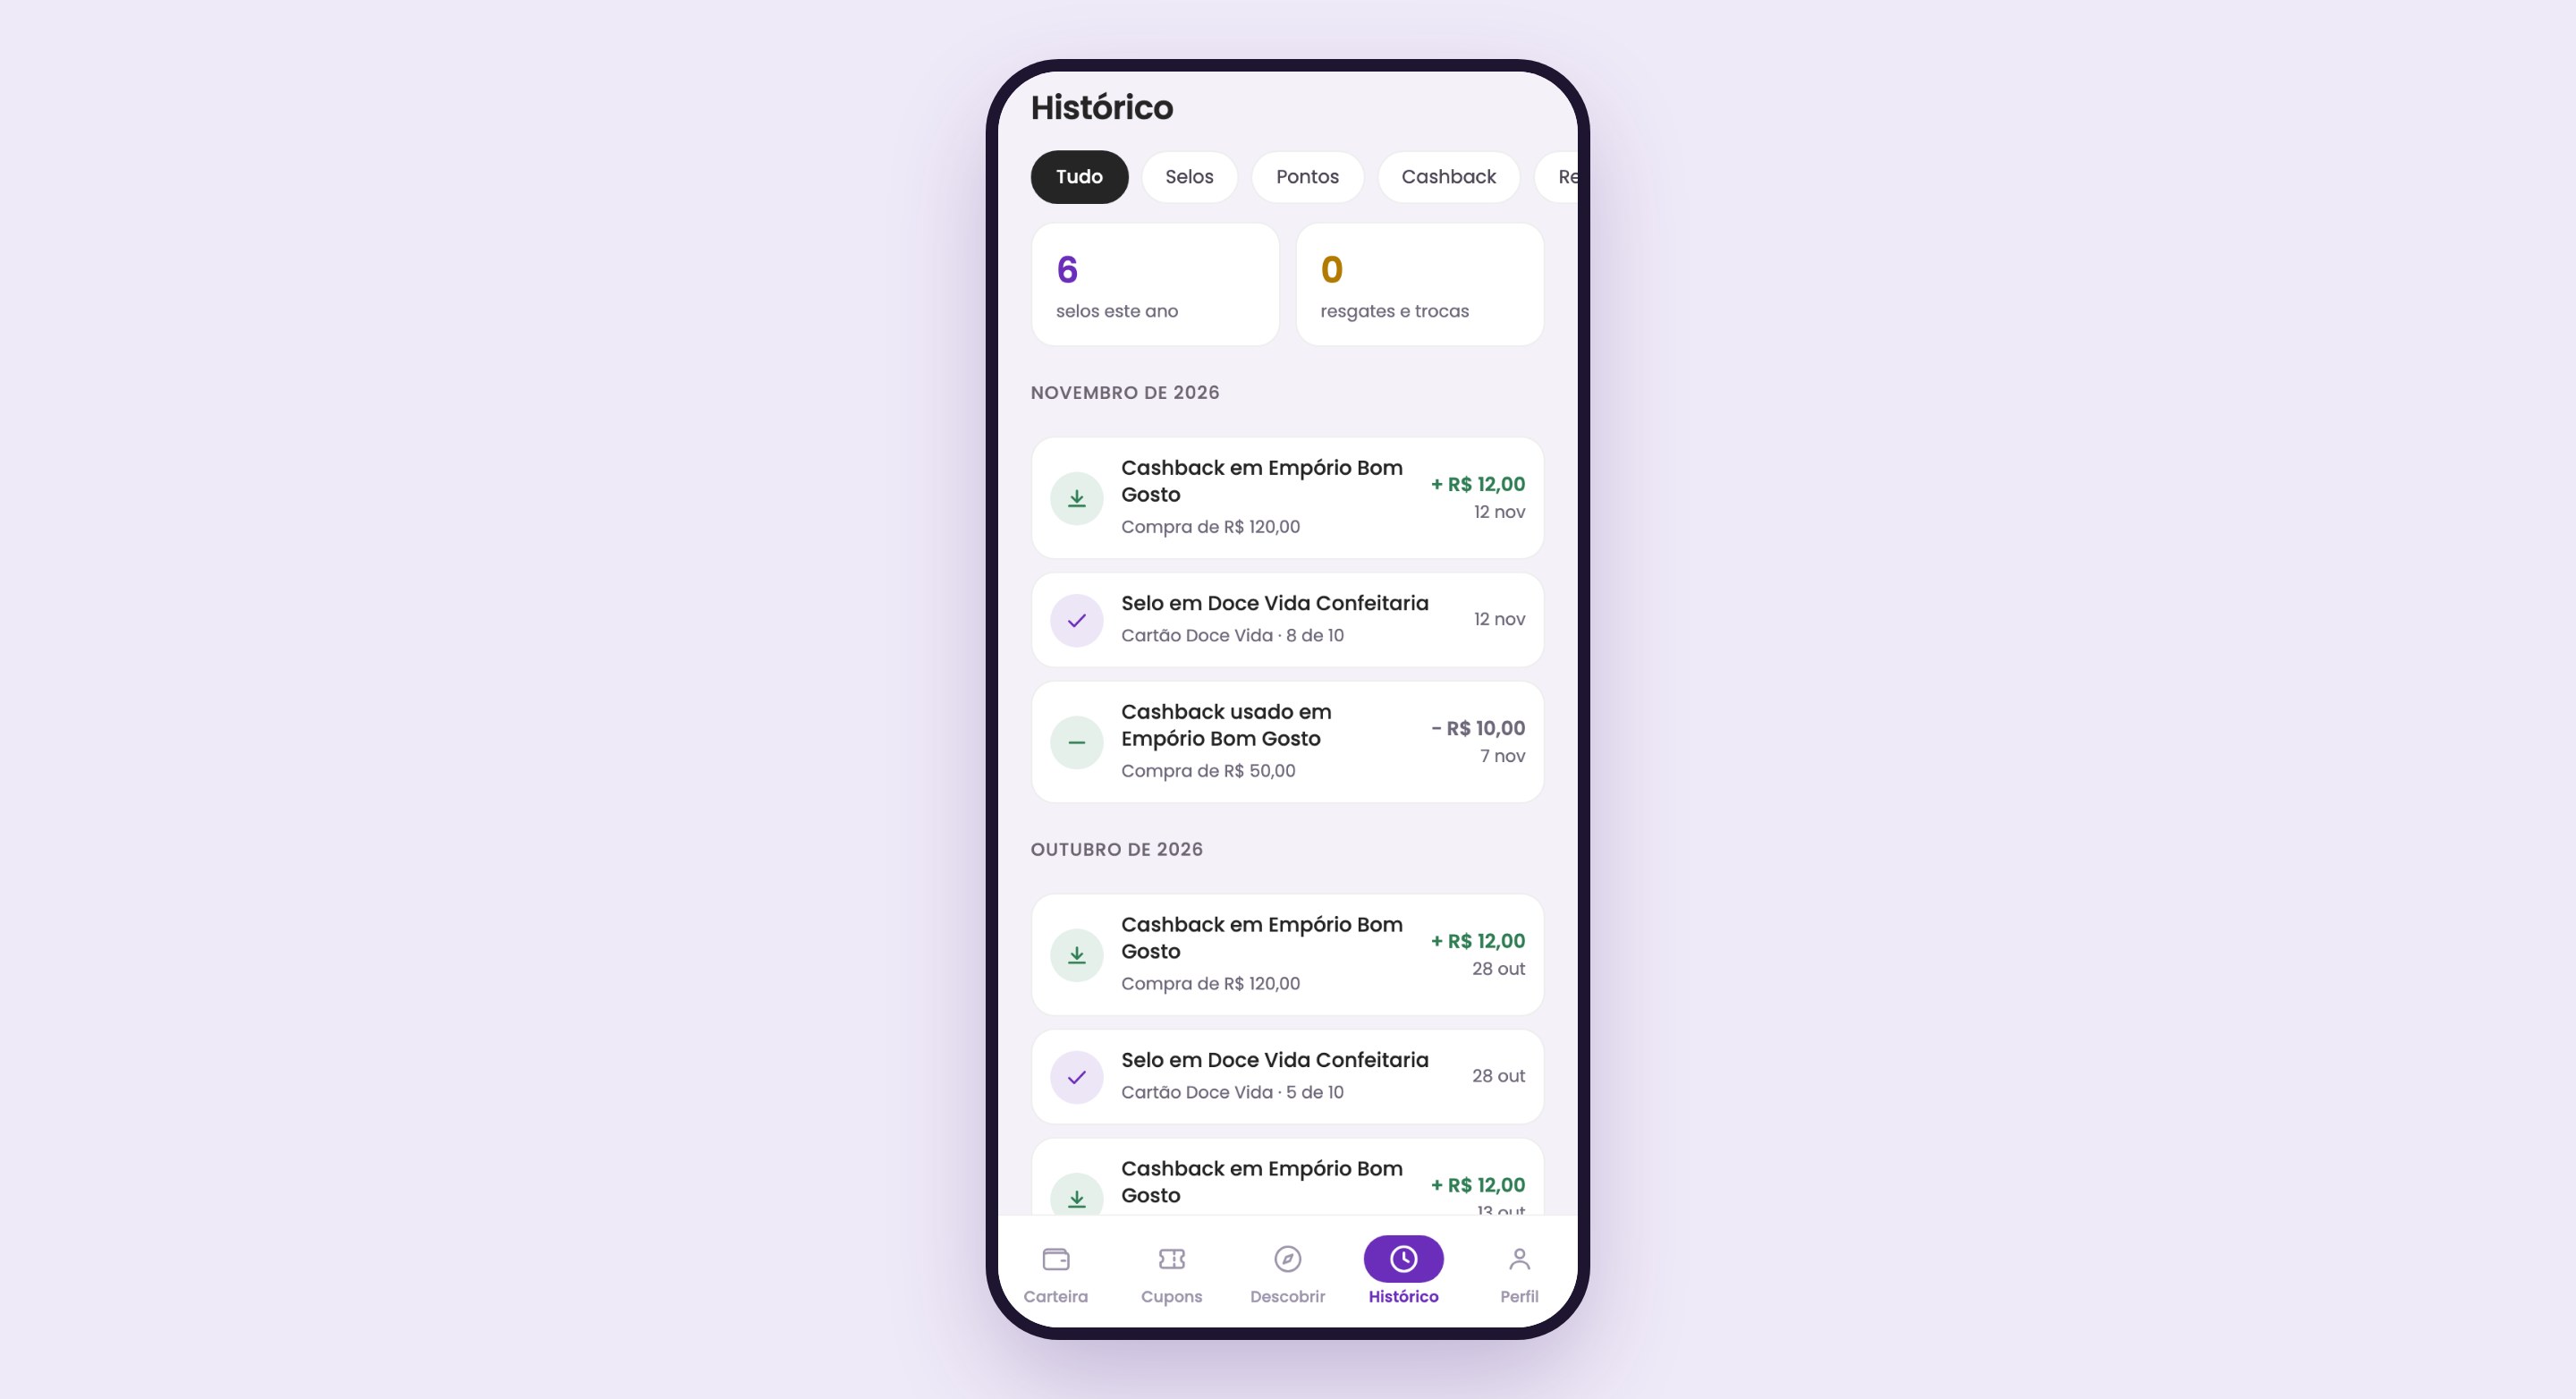 Histórico
Tudo
Selos
Pontos
Cashback
Re
6
selos este ano
0
resgates e trocas
NOVEMBRO DE 2026
Cashback em Empório Bom
Gosto
Compra de R$ 120,00
+ R$ 12,00
12 nov
Selo em Doce Vida Confeitaria
Cartão Doce Vida · 8 de 10
12 nov
Cashback usado em
Empório Bom Gosto
Compra de R$ 50,00
− R$ 10,00
7 nov
OUTUBRO DE 2026
Cashback em Empório Bom
Gosto
Compra de R$ 120,00
+ R$ 12,00
28 out
Selo em Doce Vida Confeitaria
Cartão Doce Vida · 5 de 10
28 out
Cashback em Empório Bom
Gosto
+ R$ 12,00
13 out
Carteira
Cupons
Descobrir
Histórico
Perfil